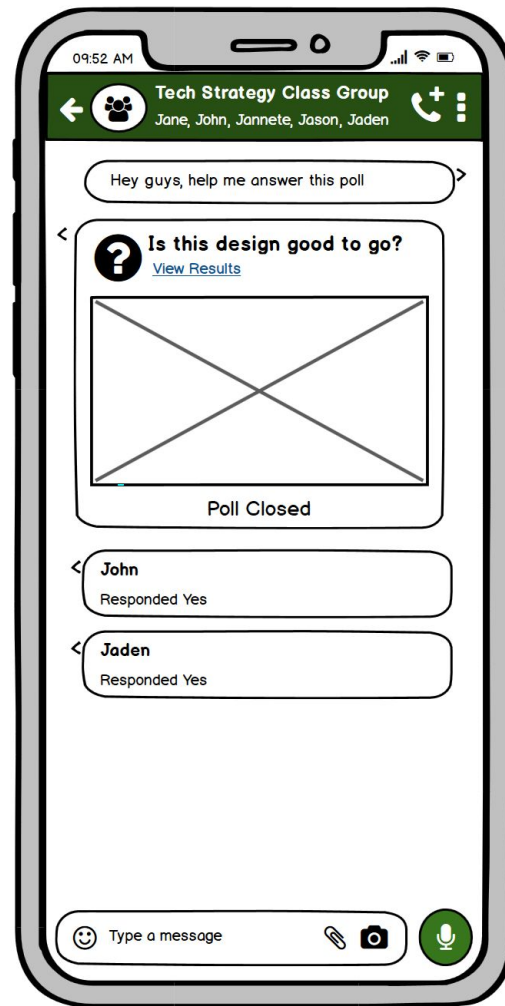 09:52 AM
Tech Strategy Class Group
Jane, John, Jannete, Jason, Jaden
Hey guys, help me answer this poll
Is this design good to go?
View Results
Poll Closed
John
Responded Yes
Jaden
Responded Yes
Type a message